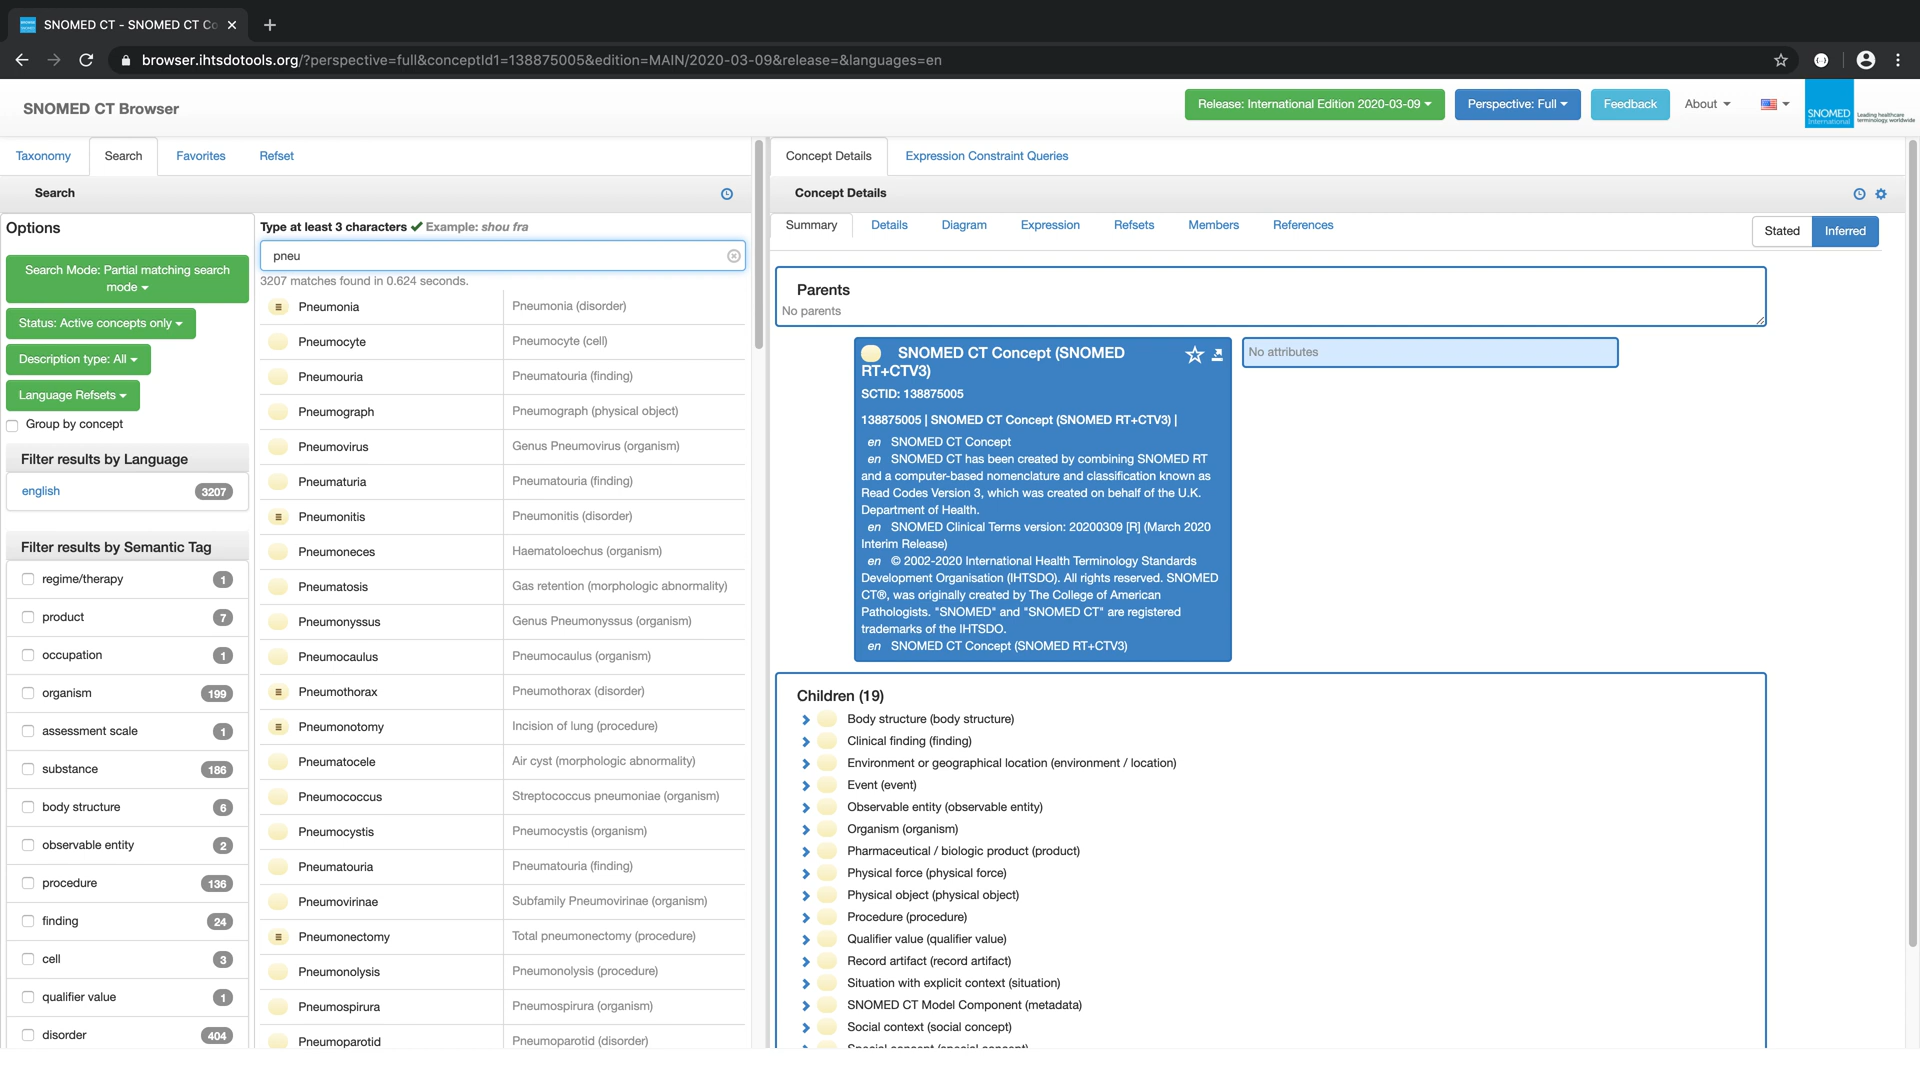 SNOMED CT - SNOMED CT Co
browser.ihtsdotools.org/?perspective=full&conceptId1=138875005&edition=MAIN/2020-03-09&release=&languages=en
SNOMED CT Browser
Release: International Edition 2020-03-09
Perspective: Full
Feedback
About
SNOMED
International
Leading healthcare
terminology, worldwide
Taxonomy
Search
Favorites
Refset
Search
Options
Search Mode: Partial matching search
mode
Status: Active concepts only
Description type: All
Language Refsets
Group by concept
Filter results by Language
english 3207
Filter results by Semantic Tag
regime/therapy 1
product 7
occupation 1
organism 199
assessment scale 1
substance 186
body structure 6
observable entity 2
procedure 136
finding 24
cell 3
qualifier value 1
disorder 404
Type at least 3 characters Example: shou fra
pneu
3207 matches found in 0.624 seconds.
Pneumonia Pneumonia (disorder)
Pneumocyte Pneumocyte (cell)
Pneumouria Pneumatouria (finding)
Pneumograph Pneumograph (physical object)
Pneumovirus Genus Pneumovirus (organism)
Pneumaturia Pneumatouria (finding)
Pneumonitis Pneumonitis (disorder)
Pneumoneces Haematoloechus (organism)
Pneumatosis Gas retention (morphologic abnormality)
Pneumonyssus Genus Pneumonyssus (organism)
Pneumocaulus Pneumocaulus (organism)
Pneumothorax Pneumothorax (disorder)
Pneumonotomy Incision of lung (procedure)
Pneumatocele Air cyst (morphologic abnormality)
Pneumococcus Streptococcus pneumoniae (organism)
Pneumocystis Pneumocystis (organism)
Pneumatouria Pneumatouria (finding)
Pneumovirinae Subfamily Pneumovirinae (organism)
Pneumonectomy Total pneumonectomy (procedure)
Pneumonolysis Pneumonolysis (procedure)
Pneumospirura Pneumospirura (organism)
Pneumoparotid Pneumoparotid (disorder)
Concept Details
Expression Constraint Queries
Concept Details
Summary
Details
Diagram
Expression
Refsets
Members
References
Stated
Inferred
Parents
No parents
SNOMED CT Concept (SNOMED
RT+CTV3)
SCTID: 138875005
138875005 | SNOMED CT Concept (SNOMED RT+CTV3) |
en SNOMED CT Concept
en SNOMED CT has been created by combining SNOMED RT
and a computer-based nomenclature and classification known as
Read Codes Version 3, which was created on behalf of the U.K.
Department of Health.
en SNOMED Clinical Terms version: 20200309 [R] (March 2020
Interim Release)
en © 2002-2020 International Health Terminology Standards
Development Organisation (IHTSDO). All rights reserved. SNOMED
CT®, was originally created by The College of American
Pathologists. "SNOMED" and "SNOMED CT" are registered
trademarks of the IHTSDO.
en SNOMED CT Concept (SNOMED RT+CTV3)
No attributes
Children (19)
Body structure (body structure)
Clinical finding (finding)
Environment or geographical location (environment / location)
Event (event)
Observable entity (observable entity)
Organism (organism)
Pharmaceutical / biologic product (product)
Physical force (physical force)
Physical object (physical object)
Procedure (procedure)
Qualifier value (qualifier value)
Record artifact (record artifact)
Situation with explicit context (situation)
SNOMED CT Model Component (metadata)
Social context (social concept)
Special concept (special concept)